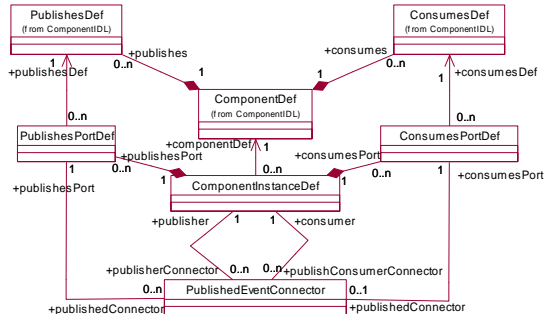 PublishesDef
(from ComponentIDL)
ConsumesDef
(from ComponentIDL)
+publishes
0..n
+consumes
0..n
1
+publishesDef
1
1
1
+consumesDef
ComponentDef
(from ComponentIDL)
0..n
0..n
PublishesPortDef
+componentDef
1
ConsumesPortDef
+publishesPort
0..n
+consumesPort
0..n
0..n
1
+publishesPort
1
ComponentInstanceDef
1
1
+consumesPort
+publisher
1
1
+consumer
+publisherConnector
0..n
0..n
+publishConsumerConnector
PublishedEventConnector
0..n
0..1
+publishedConnector
+publishedConnector